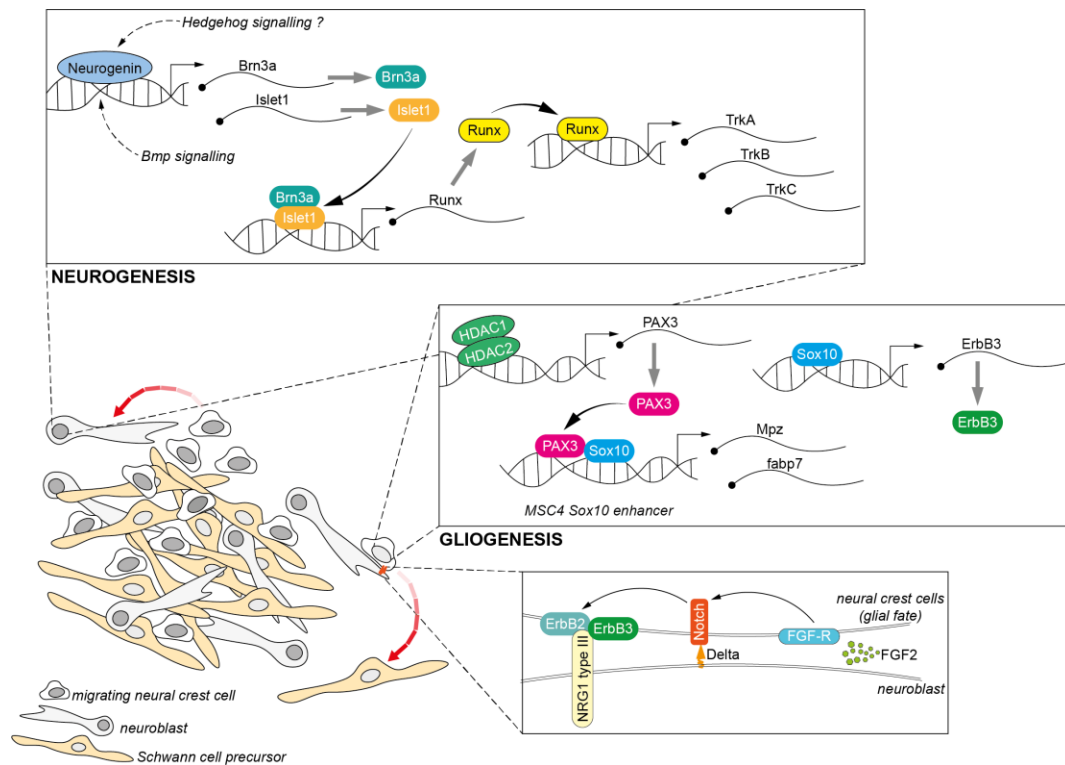 Hedgehog signalling ?
Neurogenin
Brn3a
Brn3a
Islet1
Islet1
Bmp signalling
Runx
Runx
TrkA
TrkB
TrkC
Brn3a
Islet1
Runx
NEUROGENESIS
HDAC1
HDAC2
PAX3
PAX3
Sox10
ErbB3
ErbB3
PAX3
Sox10
Mpz
fabp7
MSC4 Sox10 enhancer
GLIOGENESIS
ErbB2
ErbB3
NRG1 type III
Notch
Delta
FGF-R
FGF2
neural crest cells
(glial fate)
neuroblast
migrating neural crest cell
neuroblast
Schwann cell precursor